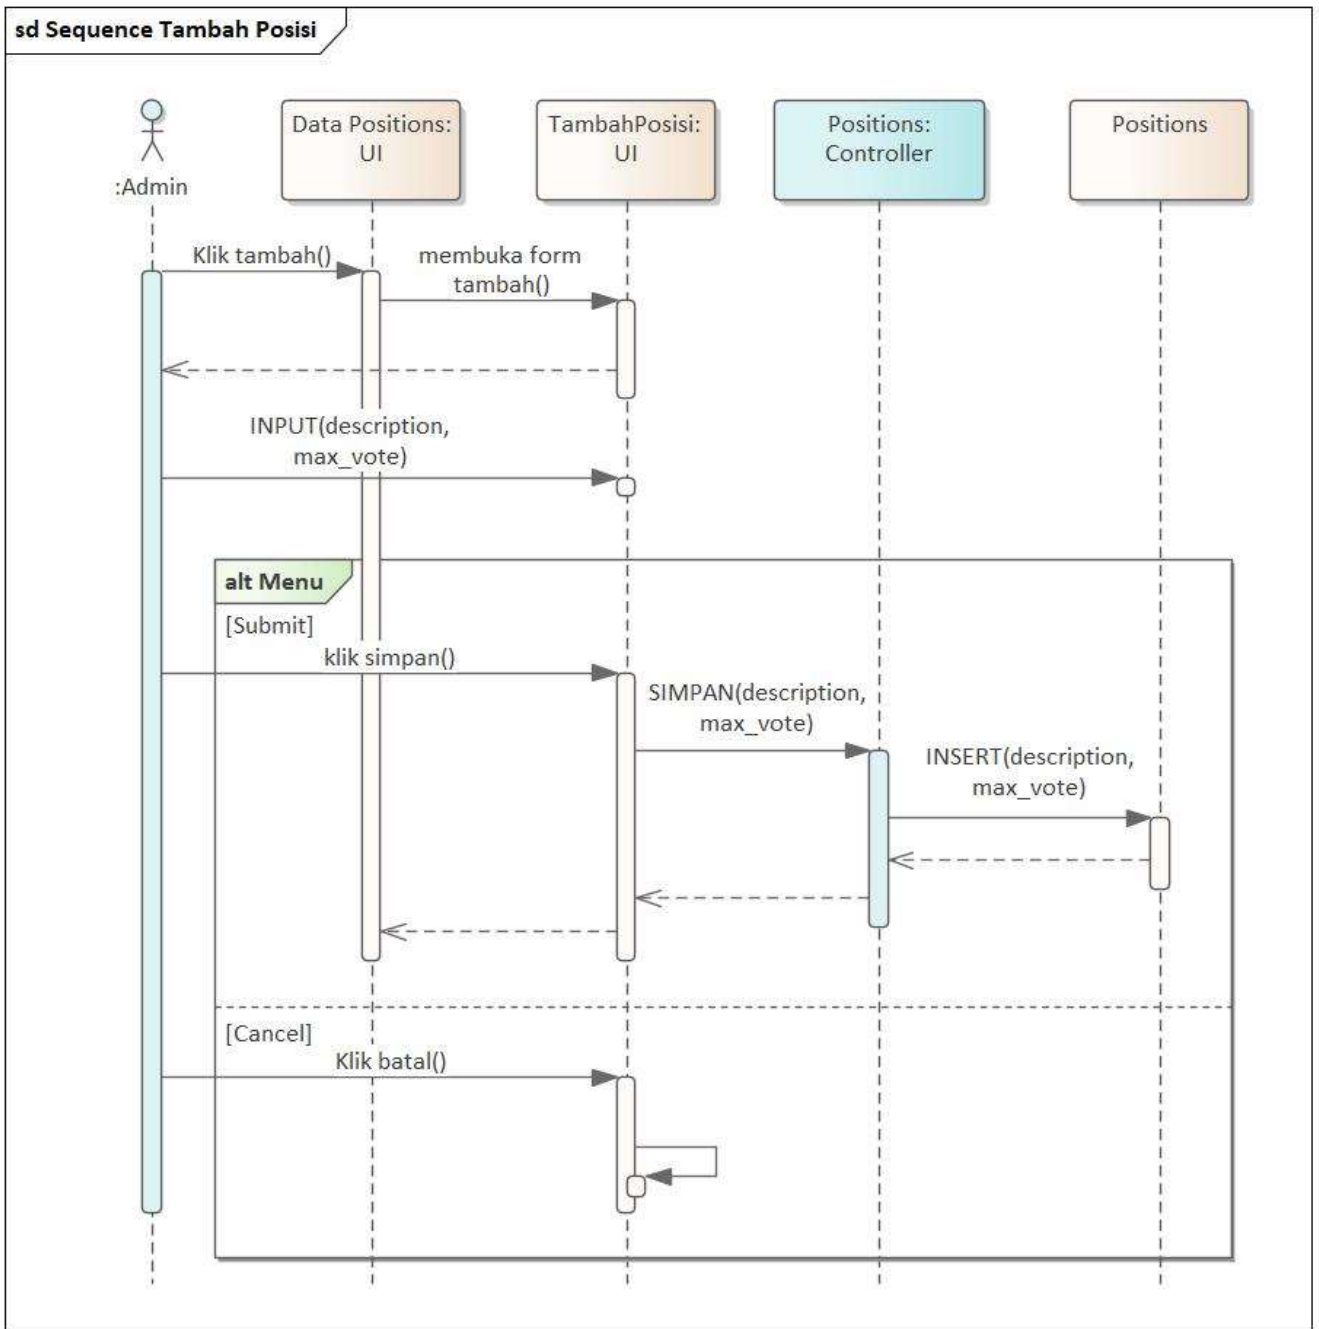 sd Sequence Tambah Posisi
:Admin
Data Positions:
UI
TambahPosisi:
UI
Positions:
Controller
Positions
Klik tambah()
membuka form
tambah()
INPUT(description,
max_vote)
alt Menu
[Submit]
klik simpan()
SIMPAN(description,
max_vote)
INSERT(description,
max_vote)
[Cancel]
Klik batal()